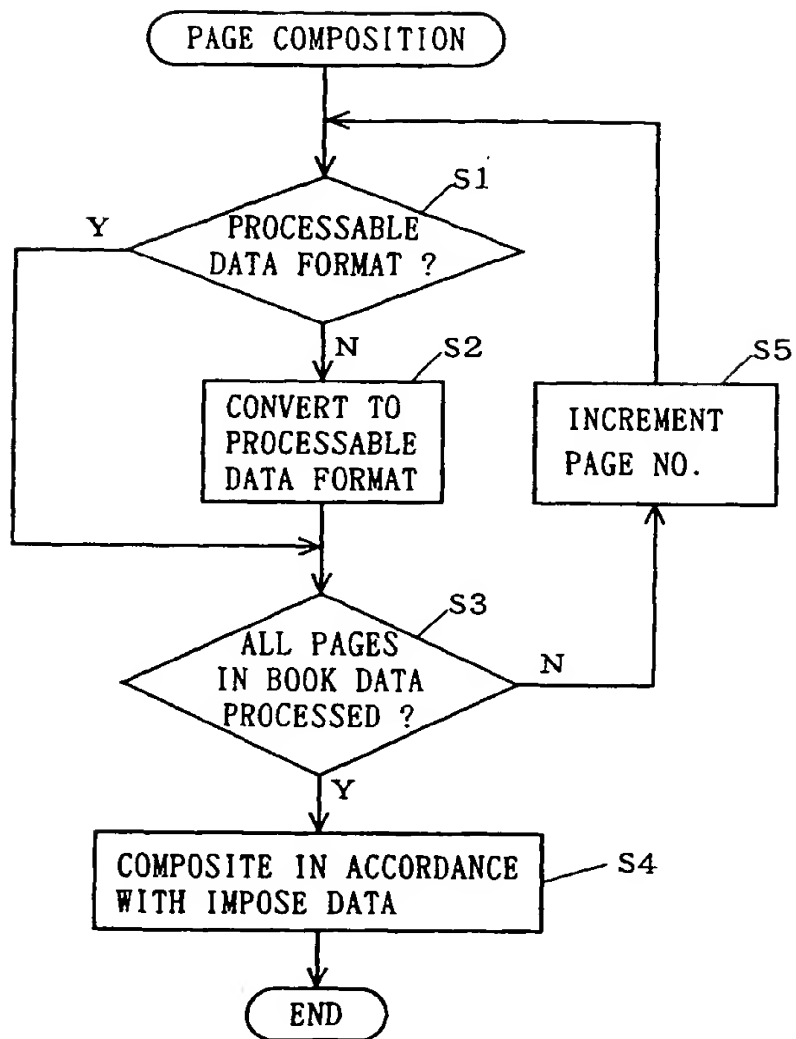 PAGE COMPOSITION
S1
Y
PROCESSABLE
DATA FORMAT ?
N
S2
S5
CONVERT TO
PROCESSABLE
DATA FORMAT
INCREMENT
PAGE NO.
S3
ALL PAGES
IN BOOK DATA
PROCESSED ?
N
Y
COMPOSITE IN ACCORDANCE
WITH IMPOSE DATA
S4
END